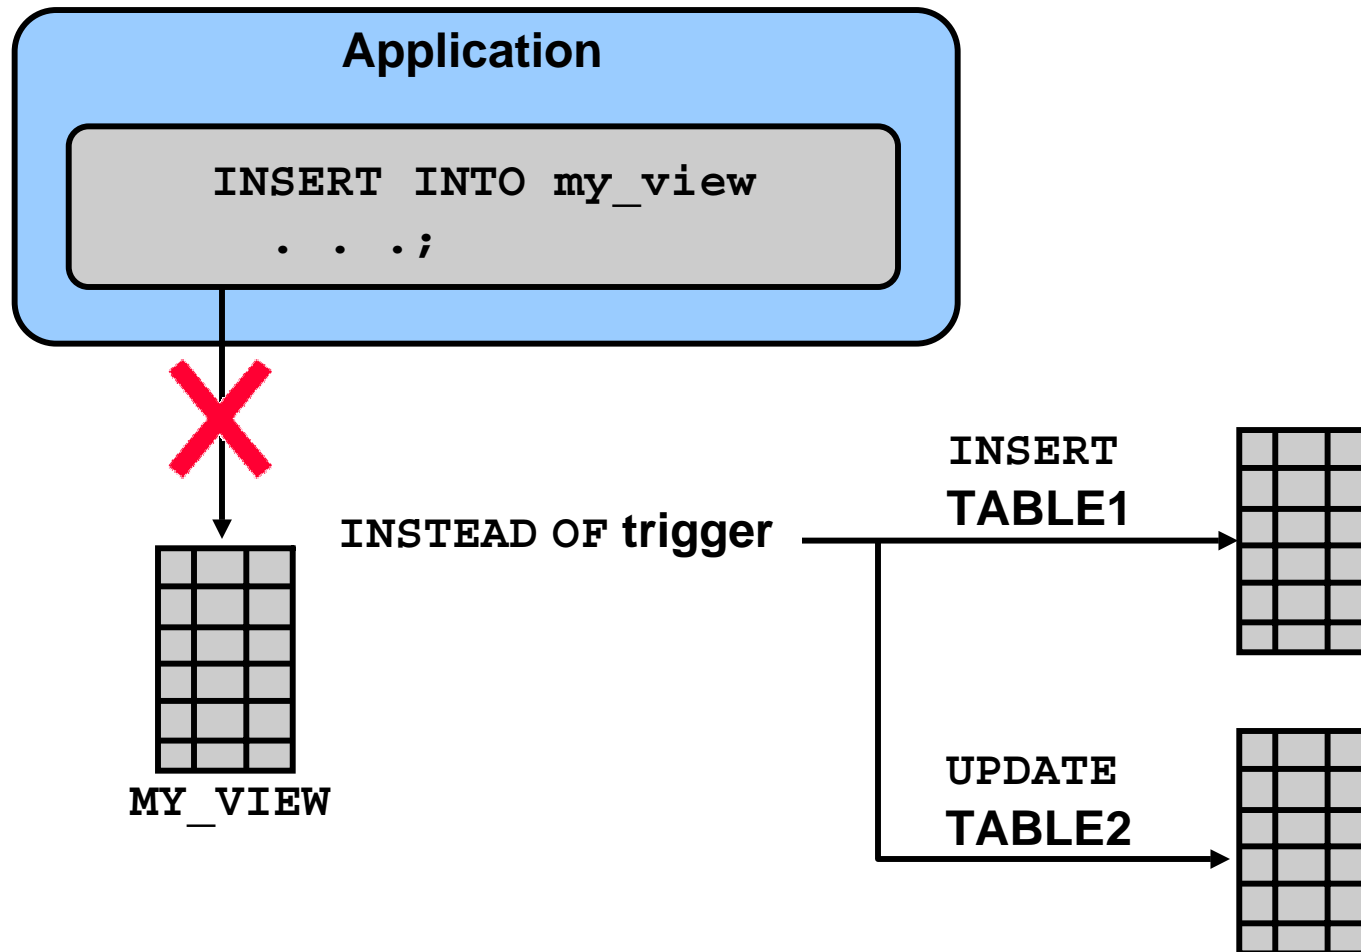 Application
INSERT INTO my_view
. . .;
INSTEAD OF trigger
INSERT
TABLE1
UPDATE
TABLE2
MY_VIEW